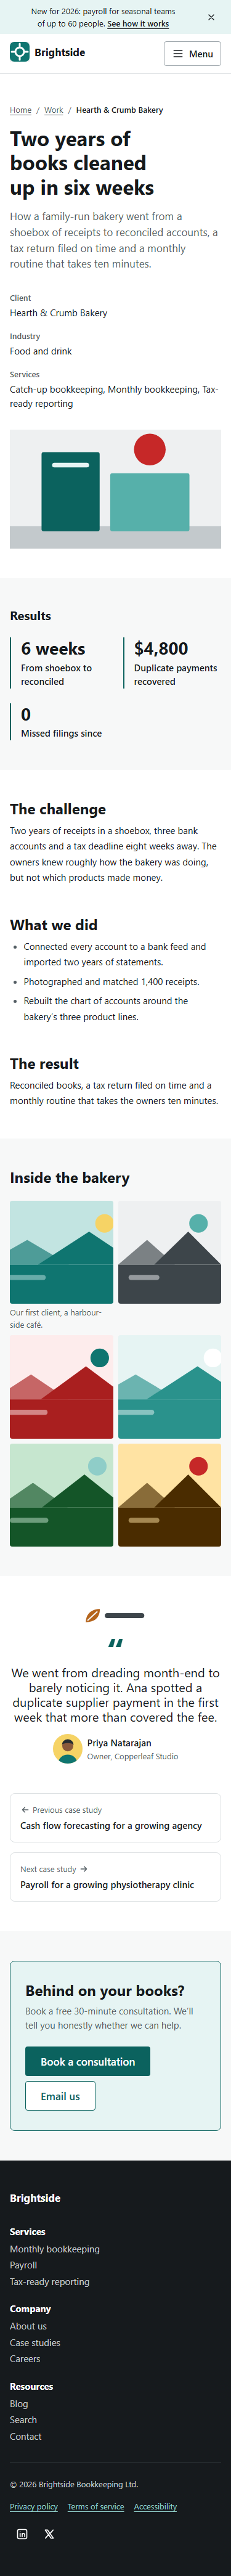 New for 2026: payroll for seasonal teams
of up to 60 people. See how it works
Brightside
Menu
Home / Work / Hearth & Crumb Bakery
Two years of
books cleaned
up in six weeks
How a family-run bakery went from a
shoebox of receipts to reconciled accounts, a
tax return filed on time and a monthly
routine that takes ten minutes.
Client
Hearth & Crumb Bakery
Industry
Food and drink
Services
Catch-up bookkeeping, Monthly bookkeeping, Tax-
ready reporting
Results
6 weeks
From shoebox to
reconciled
$4,800
Duplicate payments
recovered
0
Missed filings since
The challenge
Two years of receipts in a shoebox, three bank
accounts and a tax deadline eight weeks away. The
owners knew roughly how the bakery was doing,
but not which products made money.
What we did
• Connected every account to a bank feed and
imported two years of statements.
• Photographed and matched 1,400 receipts.
• Rebuilt the chart of accounts around the
bakery's three product lines.
The result
Reconciled books, a tax return filed on time and a
monthly routine that takes the owners ten minutes.
Inside the bakery
Our first client, a harbour-
side café.
“
We went from dreading month-end to
barely noticing it. Ana spotted a
duplicate supplier payment in the first
week that more than covered the fee.
Priya Natarajan
Owner, Copperleaf Studio
← Previous case study
Cash flow forecasting for a growing agency
Next case study →
Payroll for a growing physiotherapy clinic
Behind on your books?
Book a free 30-minute consultation. We'll
tell you honestly whether we can help.
Book a consultation
Email us
Brightside
Services
Monthly bookkeeping
Payroll
Tax-ready reporting
Company
About us
Case studies
Careers
Resources
Blog
Search
Contact
© 2026 Brightside Bookkeeping Ltd.
Privacy policy Terms of service Accessibility